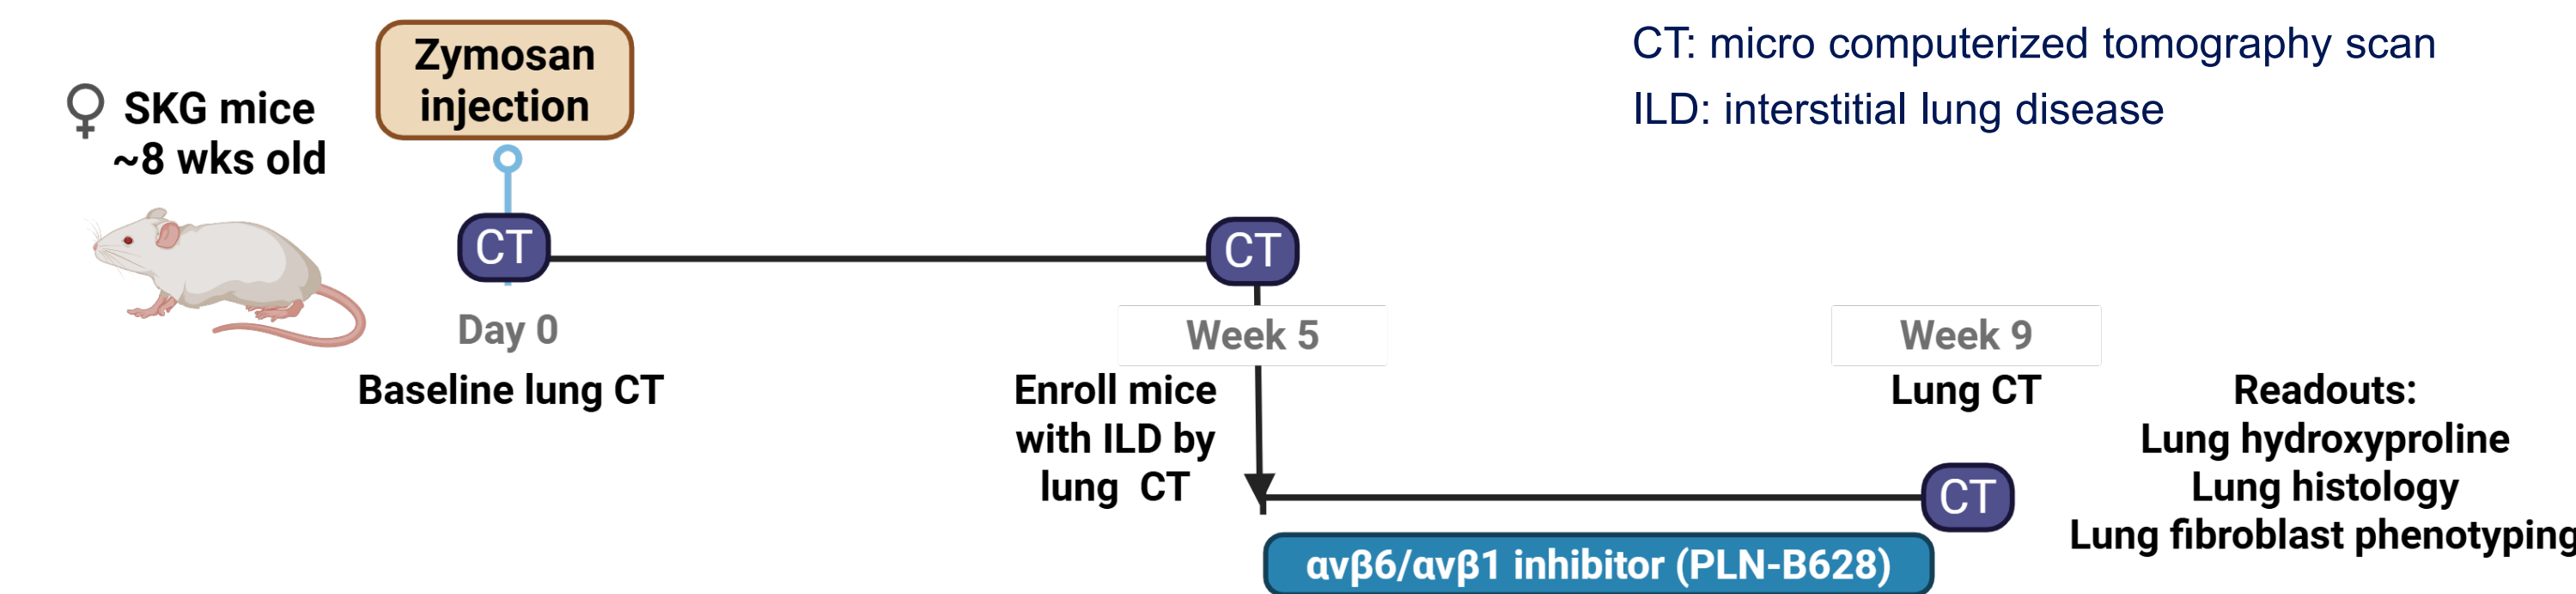 ♀ SKG mice
~8 wks old
Zymosan
injection
CT: micro computerized tomography scan
ILD: interstitial lung disease
CT
CT
Day 0
Baseline lung CT
Week 5
Enroll mice
with ILD by
lung CT
Week 9
Lung CT
CT
Readouts:
Lung hydroxyproline
Lung histology
Lung fibroblast phenotyping
αvβ6/αvβ1 inhibitor (PLN-B628)